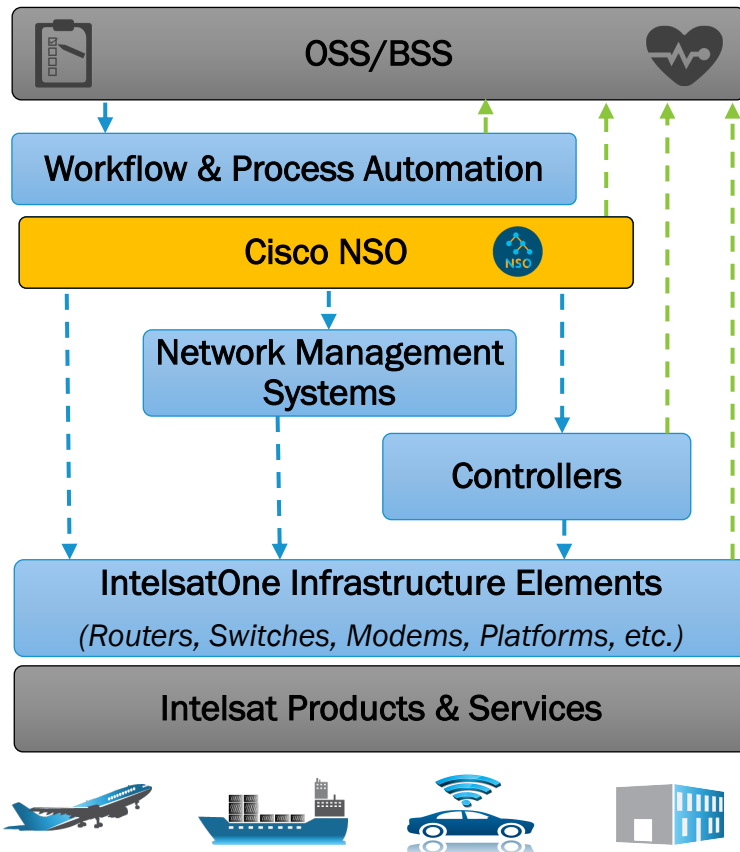 OSS/BSS
Workflow & Process Automation
Cisco NSO
NSO
Network Management
Systems
Controllers
IntelsatOne Infrastructure Elements
(Routers, Switches, Modems, Platforms, etc.)
Intelsat Products & Services